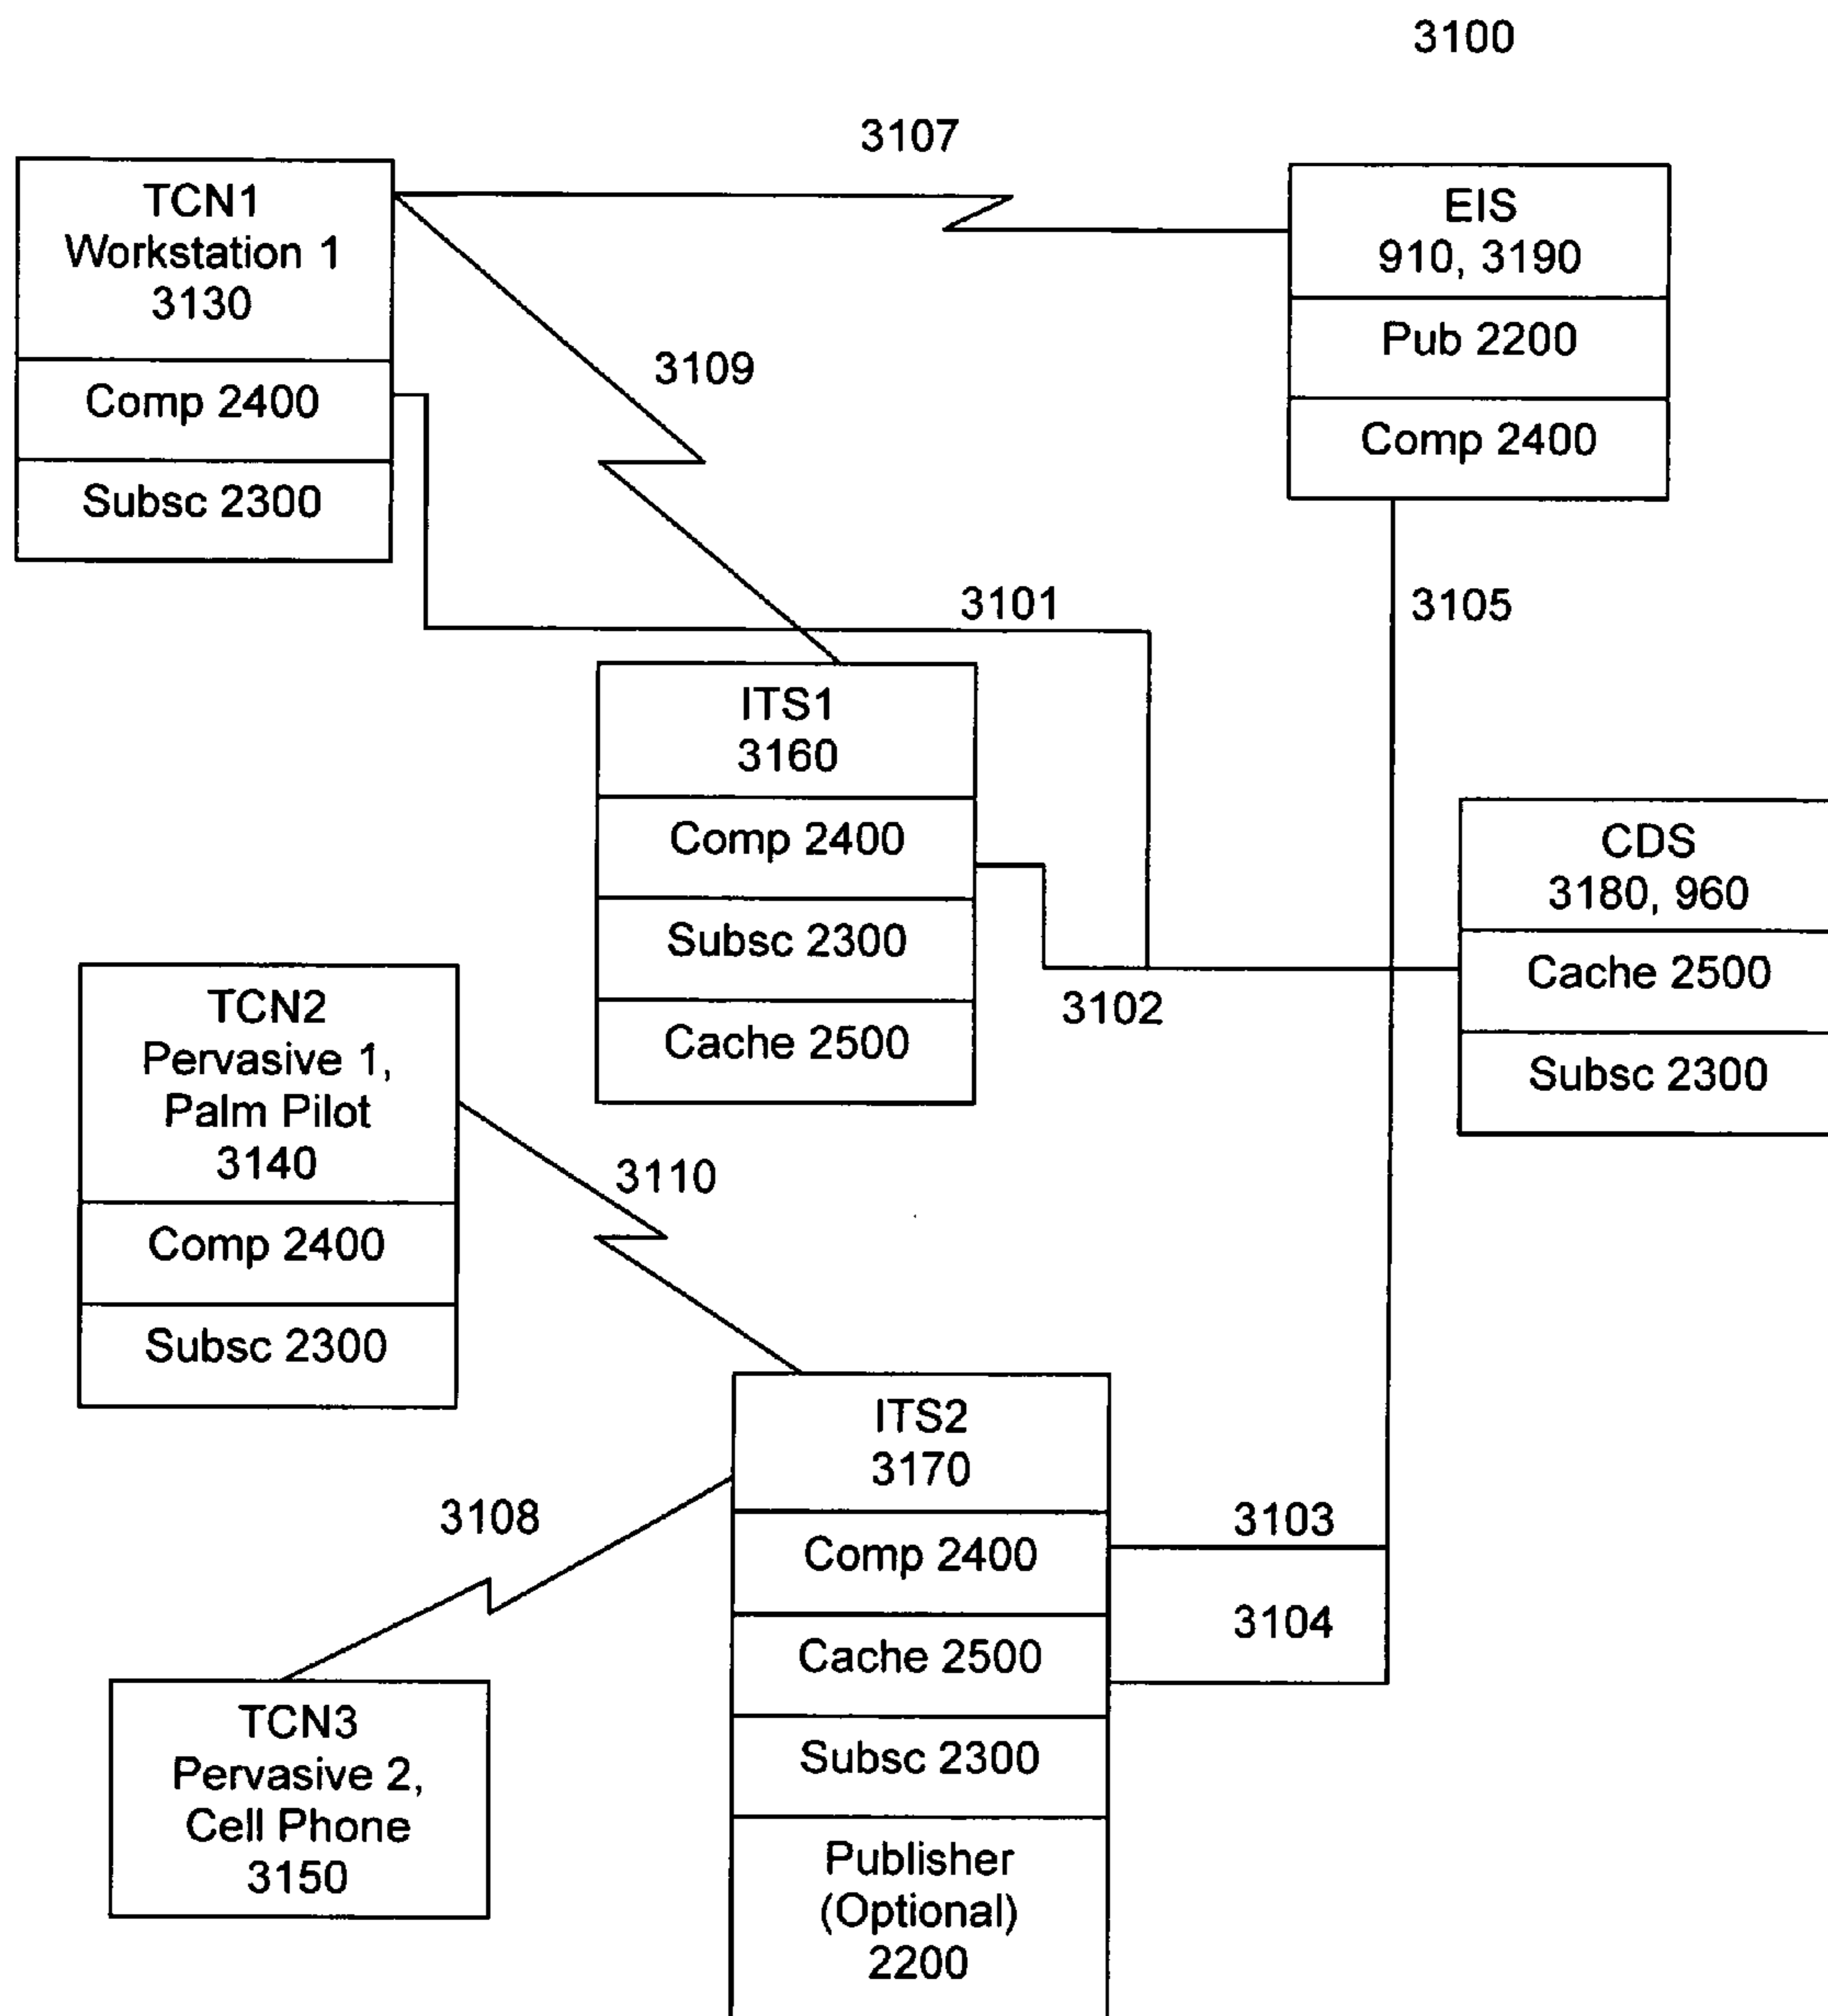 3100
3107
TCN1
Workstation 1
3130
Comp 2400
Subsc 2300
EIS
910, 3190
Pub 2200
Comp 2400
3109
3101
3105
ITS1
3160
Comp 2400
Subsc 2300
Cache 2500
3102
CDS
3180, 960
Cache 2500
Subsc 2300
TCN2
Pervasive 1,
Palm Pilot
3140
Comp 2400
Subsc 2300
3110
ITS2
3170
Comp 2400
Cache 2500
Subsc 2300
Publisher
(Optional)
2200
3103
3104
3108
TCN3
Pervasive 2,
Cell Phone
3150